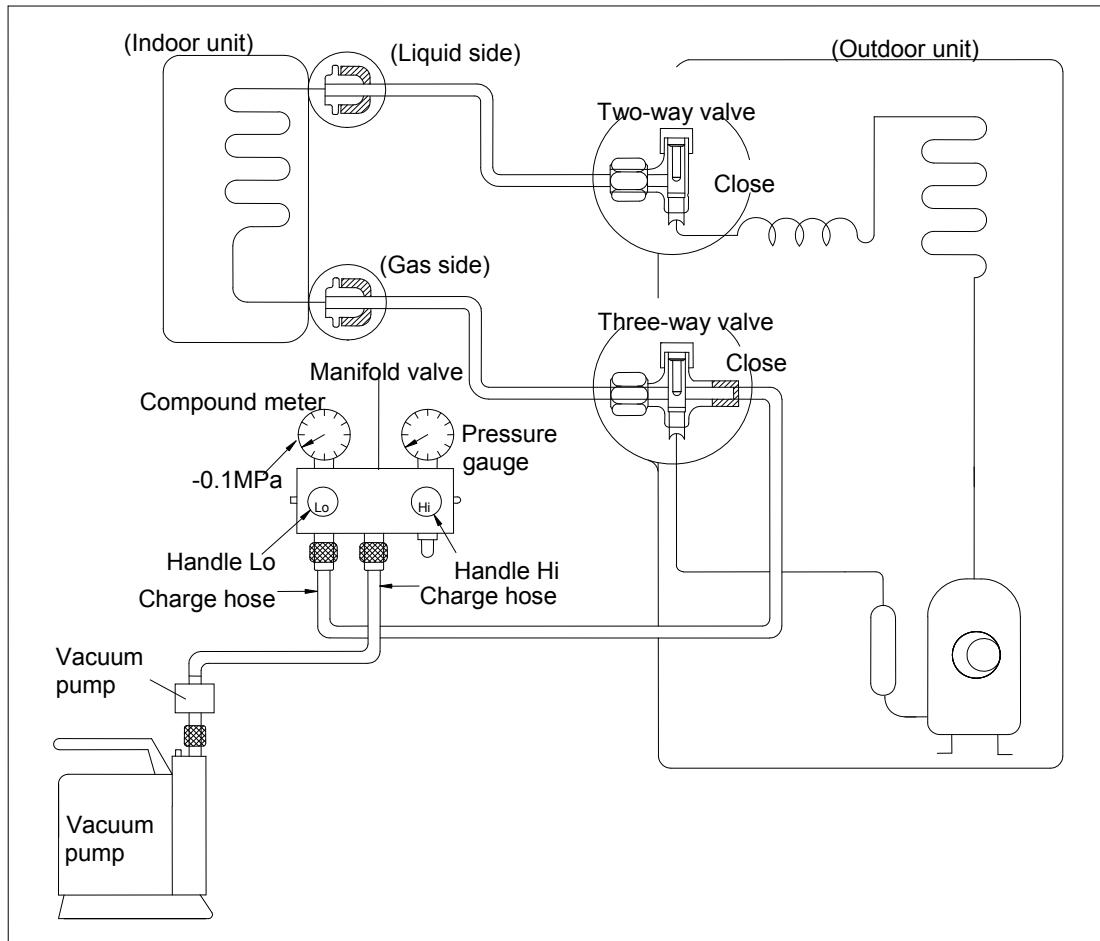 (Indoor unit)
(Liquid side)
(Outdoor unit)
Two-way valve
Close
(Gas side)
Three-way valve
Close
Manifold valve
Compound meter
Pressure
gauge
-0.1MPa
Lo
Hi
Handle Lo
Handle Hi
Charge hose
Charge hose
Vacuum
pump
Vacuum
pump